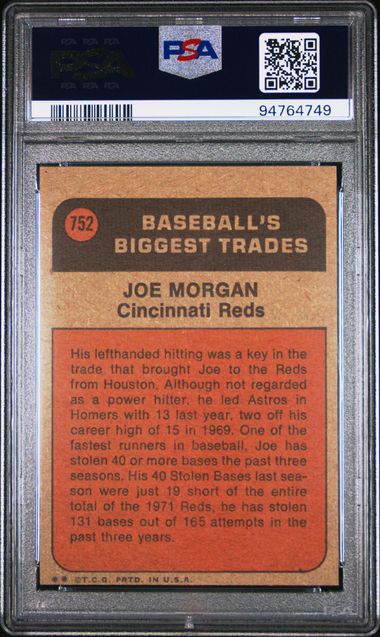 PSA
94764749
752
BASEBALL'S
BIGGEST TRADES
JOE MORGAN
Cincinnati Reds
His lefthanded hitting was a key in the
trade that brought Joe to the Reds
from Houston. Although not regarded
as a power hitter, he led Astros in
Homers with 13 last year, two off his
career high of 15 in 1969. One of the
fastest runners in baseball, Joe has
stolen 40 or more bases the past three
seasons. His 40 Stolen Bases last sea-
son were just 19 short of the entire
total of the 1971 Reds, he has stolen
131 bases out of 165 attempts in the
past three years.
** ©T.C.G. PRTD. IN U.S.A.